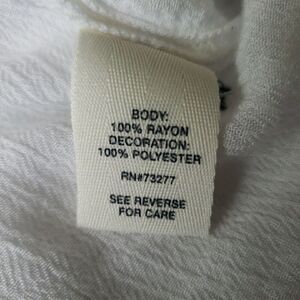 BODY:
100% RAYON
DECORATION:
100% POLYESTER
RN#73277
SEE REVERSE
FOR CARE